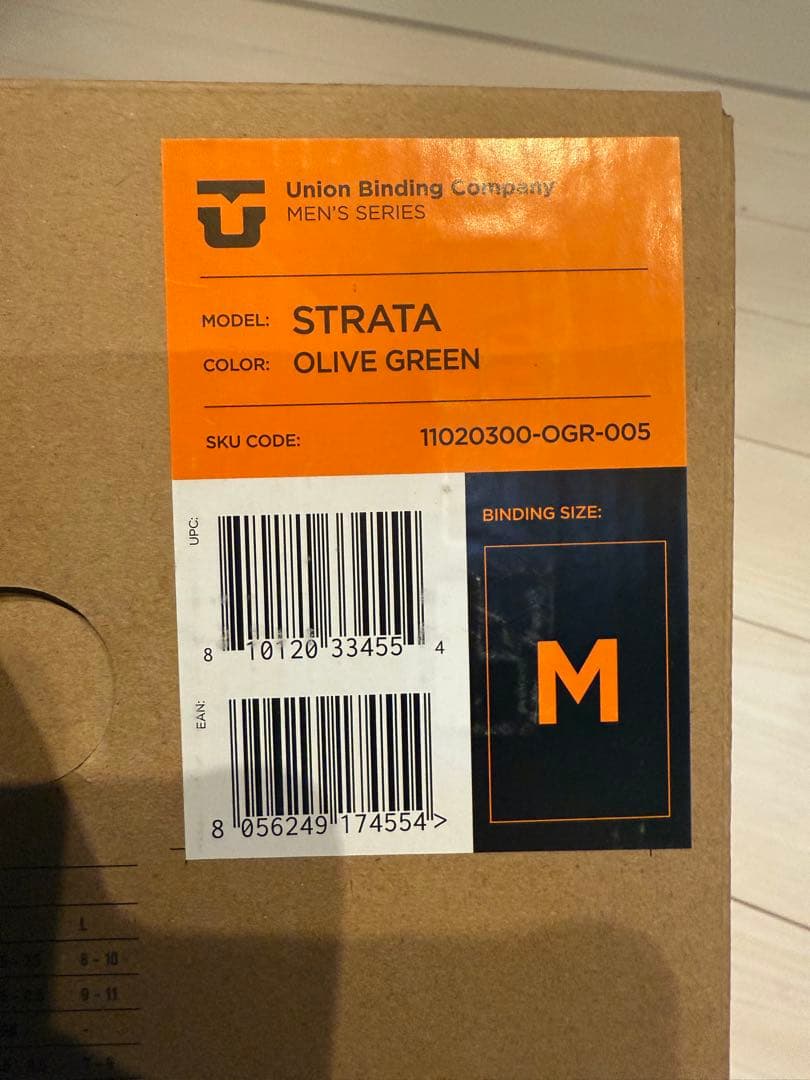 Union Binding Company
MEN'S SERIES
MODEL: STRATA
COLOR: OLIVE GREEN
SKU CODE: 11020300-OGR-005
UPC:
8 10120 33455 4
BINDING SIZE:
M
EAN:
8 056249 174554 >
L
8 - 10
9 - 11
-